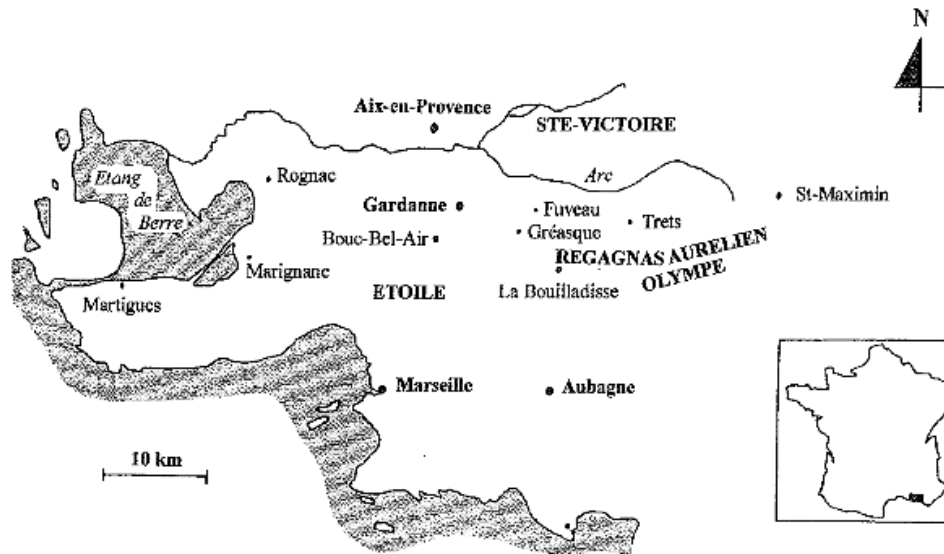 N
Aix-en-Provence
STE-VICTOIRE
Etang
de
Berre
Rognac
Arc
St-Maximin
Gardanne
Fuveau
Trets
Bouc-Bel-Air
Gréasque
REGAGNAS AURELIEN
OLYMPE
Marignane
Martigues
ETOILE
La Bouilladisse
Marseille
Aubagne
10 km